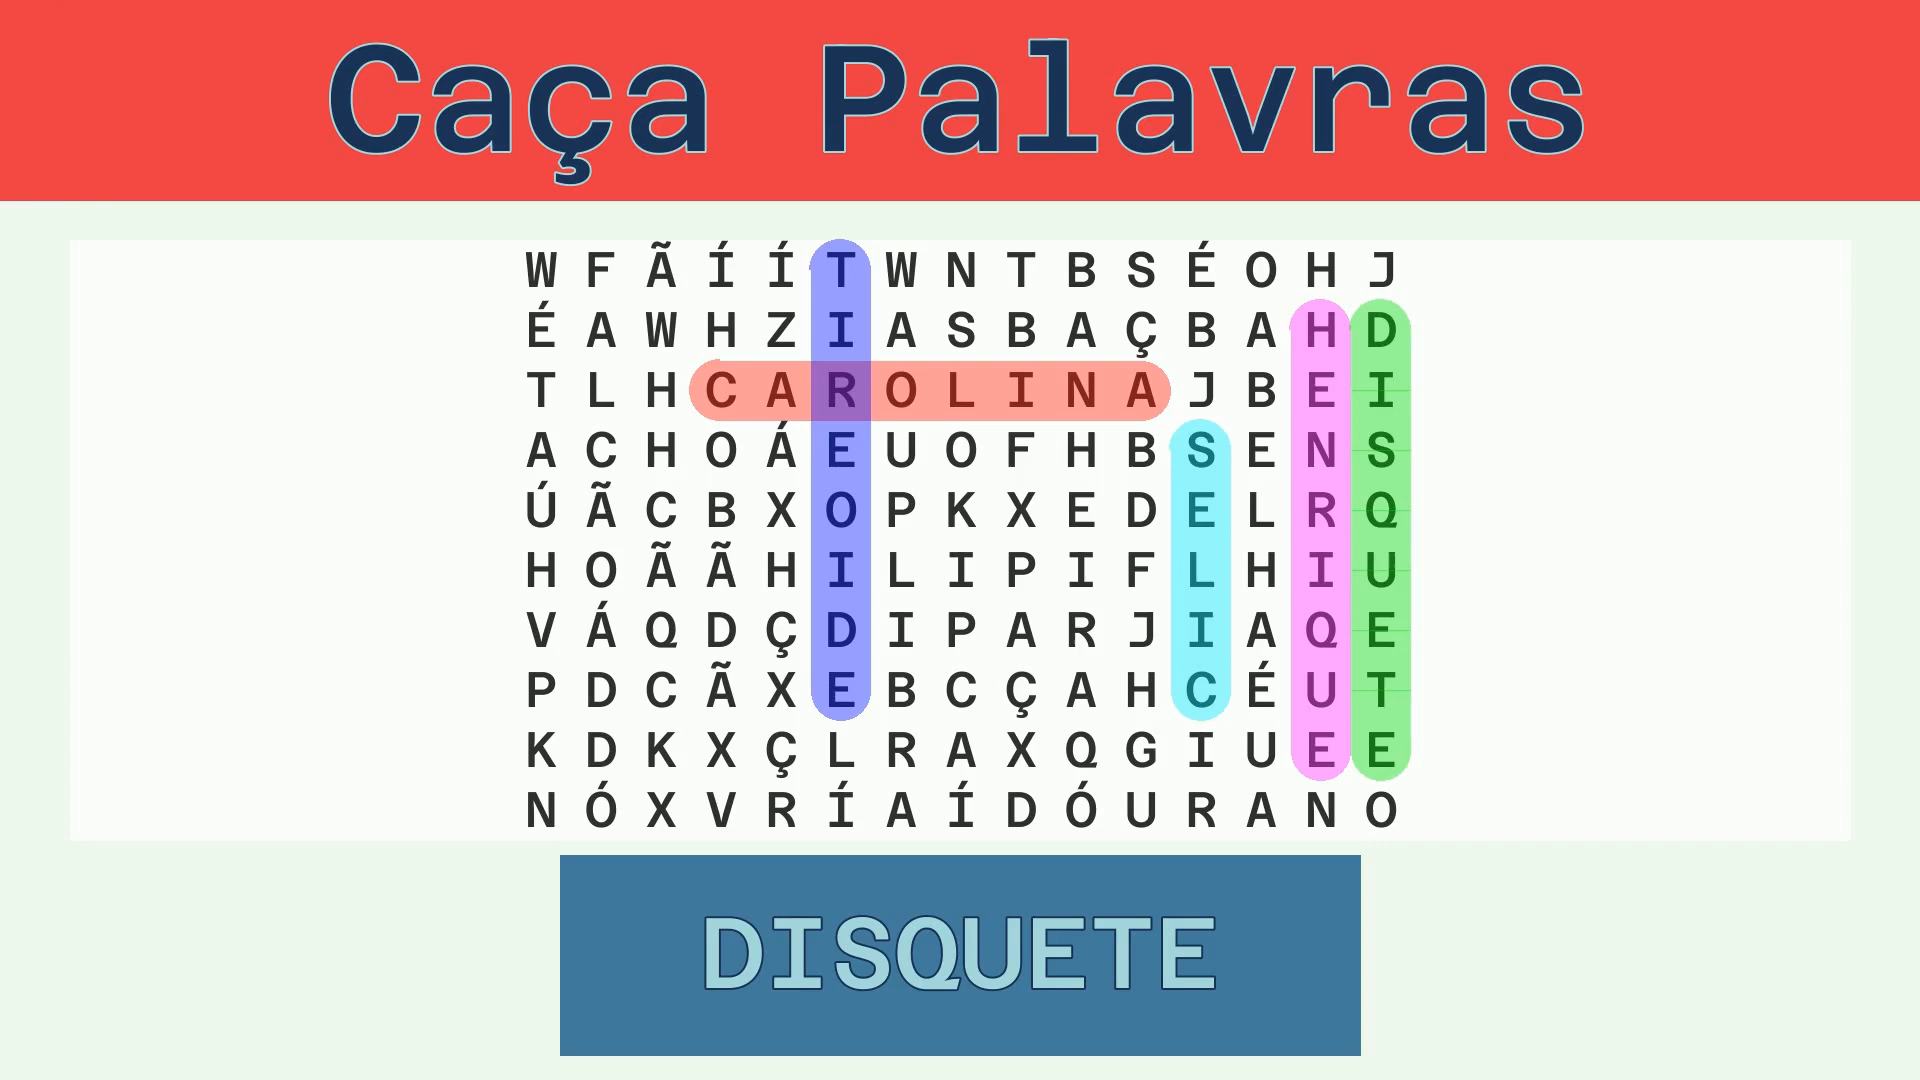 Caça Palavras
W F Ã Í Í T W N T B S É O H J
É A W H Z I A S B A Ç B A H D
T L H C A R O L I N A J B E I
A C H O Á E U O F H B S E N S
Ú Ã C B X O P K X E D E L R Q
H O Ã Ã H I L I P I F L H I U
V Á Q D Ç D I P A R J I A Q E
P D C Ã X E B C Ç A H C É U T
K D K X Ç L R A X Q G I U E E
N Ó X V R Í A Í D Ó U R A N O
DISQUETE